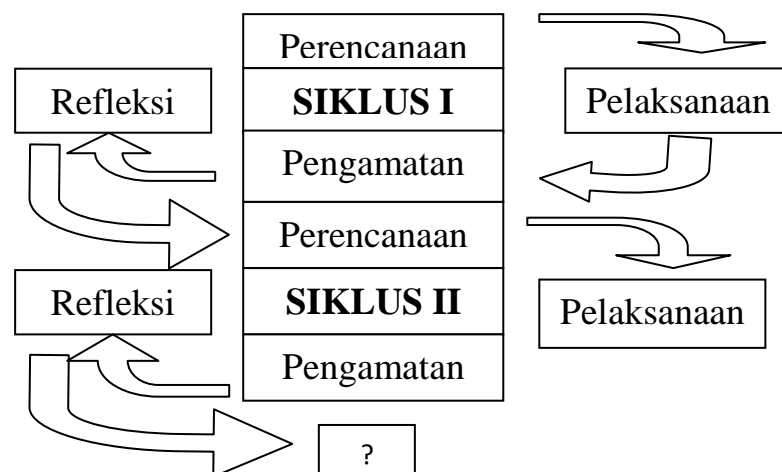 Perencanaan
Refleksi
SIKLUS I
Pelaksanaan
Pengamatan
Perencanaan
Refleksi
SIKLUS II
Pelaksanaan
Pengamatan
?